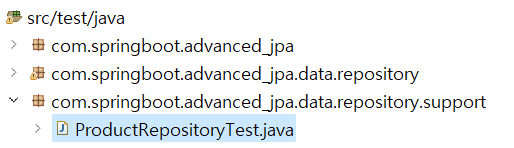 src/test/java
com.springboot.advanced_jpa
com.springboot.advanced_jpa.data.repository
com.springboot.advanced_jpa.data.repository.support
ProductRepositoryTest.java